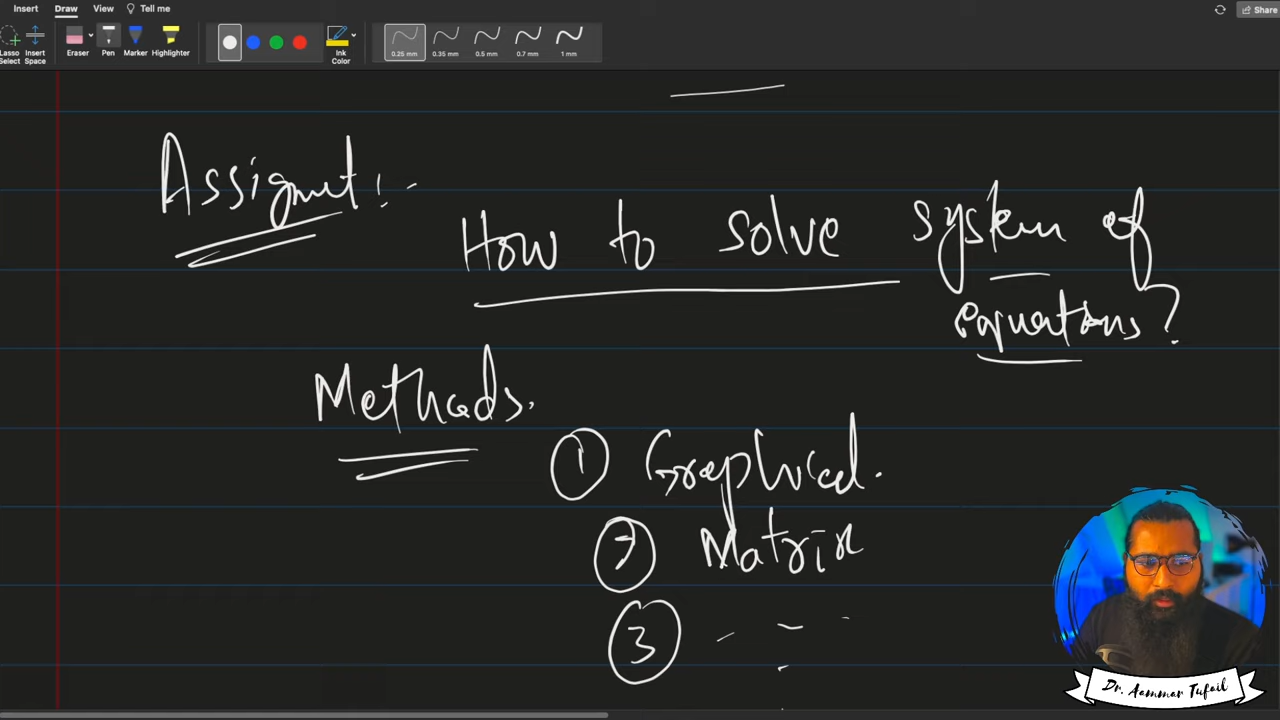 Insert Draw View Tell me Share
Lasso Select Insert Space Eraser Pen Marker Highlighter Ink Color 0.25 mm 0.35 mm 0.5 mm 0.7 mm 1 mm
Assignmet:-
How to solve system of
equations?
Methods.
① Graphical.
② Matrix
③ - - -
Dr. Aammar Tufail